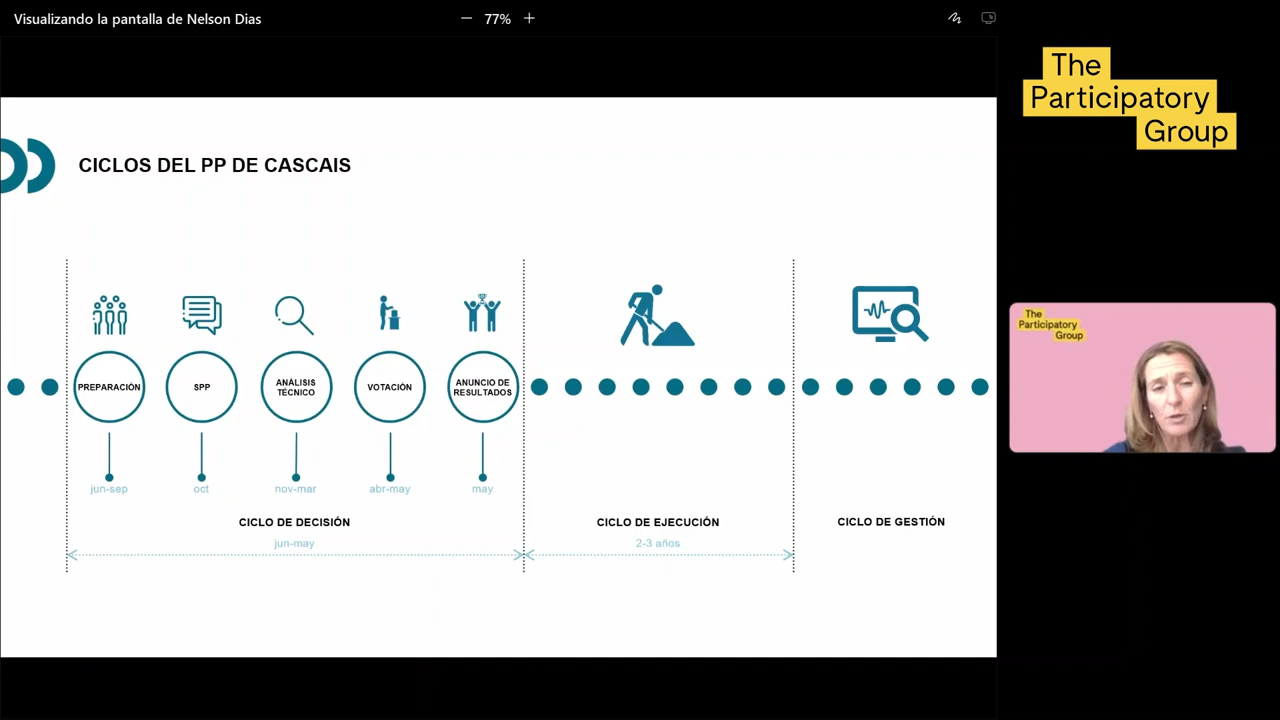 Visualizando la pantalla de Nelson Dias
77%
The
Participatory
Group
CICLOS DEL PP DE CASCAIS
PREPARACIÓN
SPP
ANÁLISIS
TÉCNICO
VOTACIÓN
ANUNCIO DE
RESULTADOS
jun-sep
oct
nov-mar
abr-may
may
CICLO DE DECISIÓN
jun-may
CICLO DE EJECUCIÓN
2-3 años
CICLO DE GESTIÓN
The
Participatory
Group